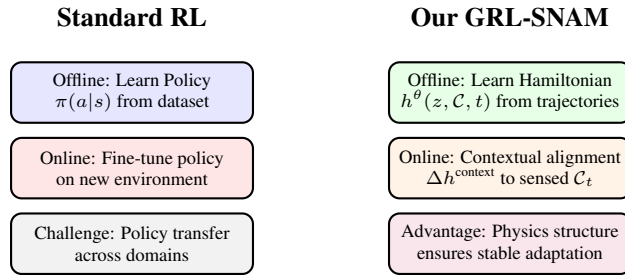 Standard RL
Offline: Learn Policy
π(a|s) from dataset
Online: Fine-tune policy
on new environment
Challenge: Policy transfer
across domains
Our GRL-SNAM
Offline: Learn Hamiltonian
h^θ(z, 𝒞, t) from trajectories
Online: Contextual alignment
Δh^context to sensed 𝒞_t
Advantage: Physics structure
ensures stable adaptation